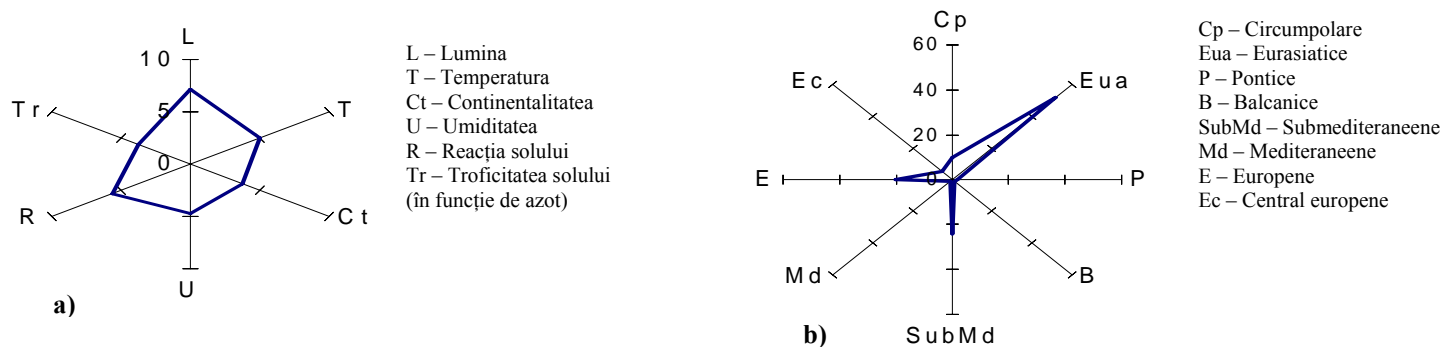 L
10
5
0
T
Ct
U
R
Tr
L – Lumina
T – Temperatura
Ct – Continentalitatea
U – Umiditatea
R – Reacția solului
Tr – Troficitatea solului
(în funcție de azot)
a)
Cp
60
40
20
0
Eua
P
B
SubMd
Md
E
Ec
Cp – Circumpolare
Eua – Eurasiatice
P – Pontice
B – Balcanice
SubMd – Submediteraneene
Md – Mediteraneene
E – Europene
Ec – Central europene
b)